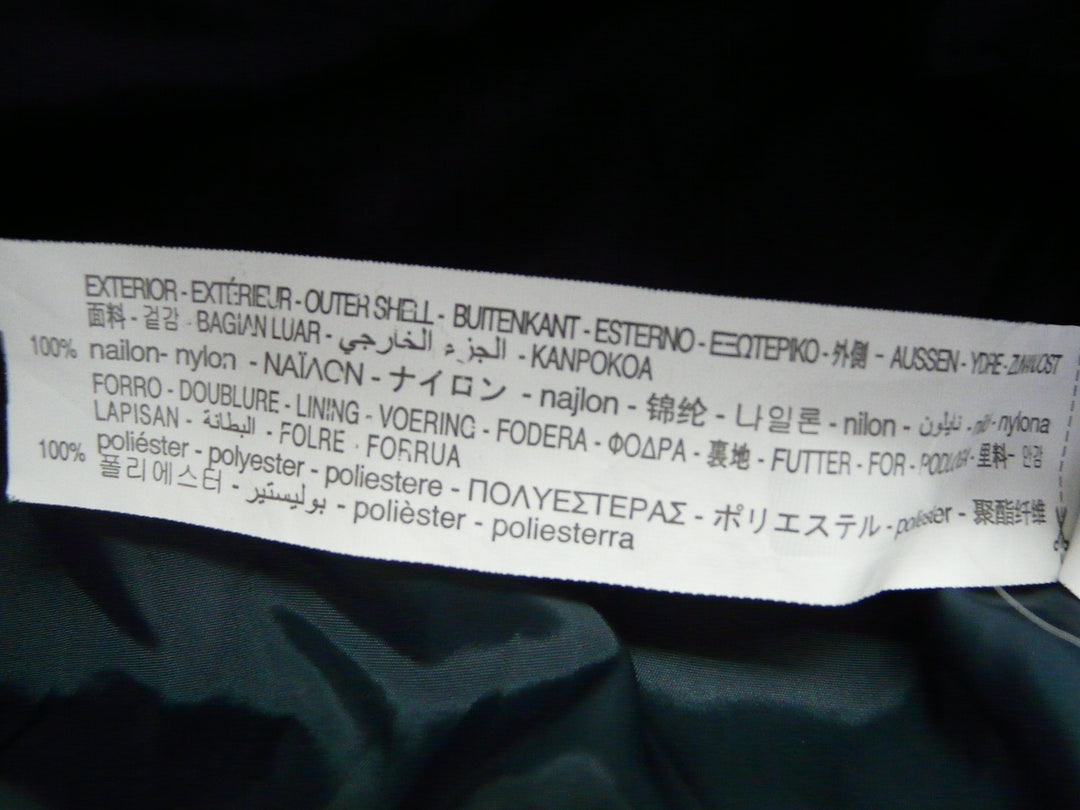 EXTERIOR - EXTÉRIEUR - OUTER SHELL - BUITENKANT - ESTERNO - ΕΞΩΤΕΡΙΚΟ - 外側 - AUSSEN - YDRE -
面料 - 겉감 - BAGIAN LUAR - الجزء الخارجي - KANPOKOA
100% nailon - nylon - ΝΑΪΛΟΝ - ナイロン - najlon - 锦纶 - 나일론 - nilon - نايلون - niló - nylona
FORRO - DOUBLURE - LINING - VOERING - FODERA - ΦΟΔΡΑ - 裏地 - FUTTER - FOR - PODLOGA - 里料 - 안감
LAPISAN - البطانة - FOLRE - FORRUA
100% poliéster - polyester - poliestere - ΠΟΛΥΕΣΤΕΡΑΣ - ポリエステル - poliester - 聚酯纤维
폴리에스터 - بوليستير - polièster - poliesterra